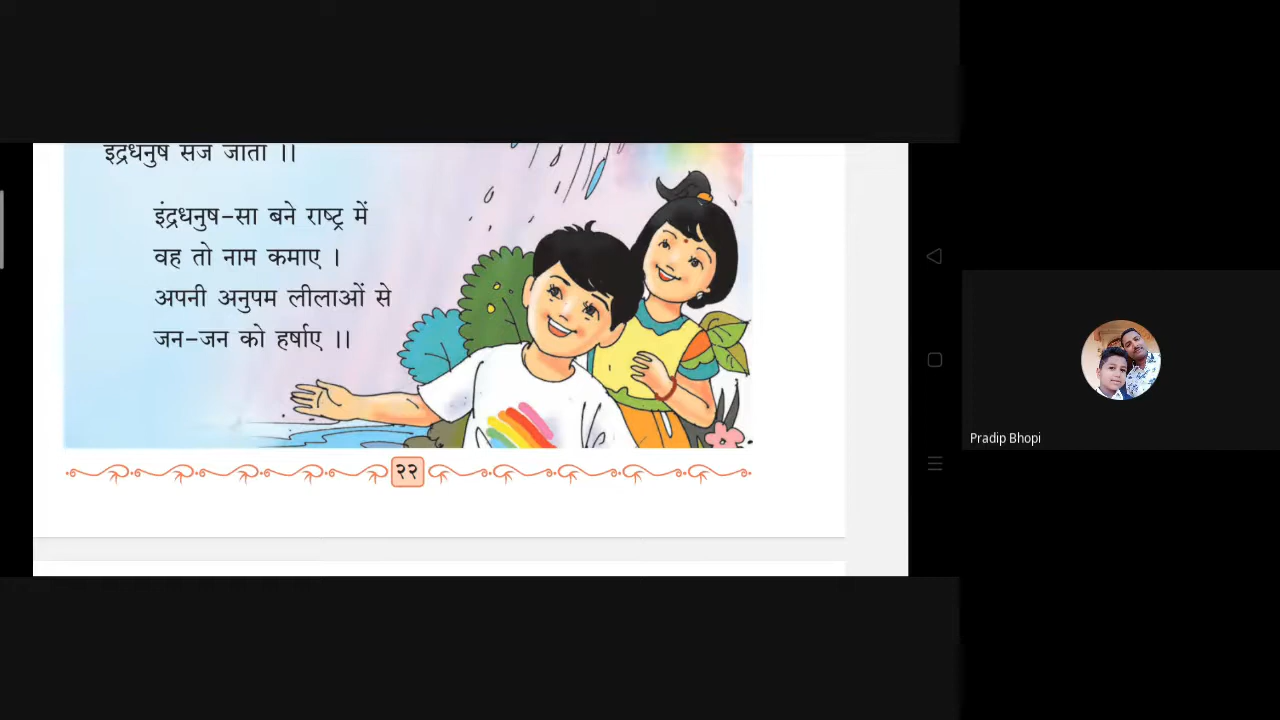 इंद्रधनुष सज जाता ।।
इंद्रधनुष-सा बने राष्ट्र में
वह तो नाम कमाए ।
अपनी अनुपम लीलाओं से
जन-जन को हर्षाए ।।
२२
Pradip Bhopi